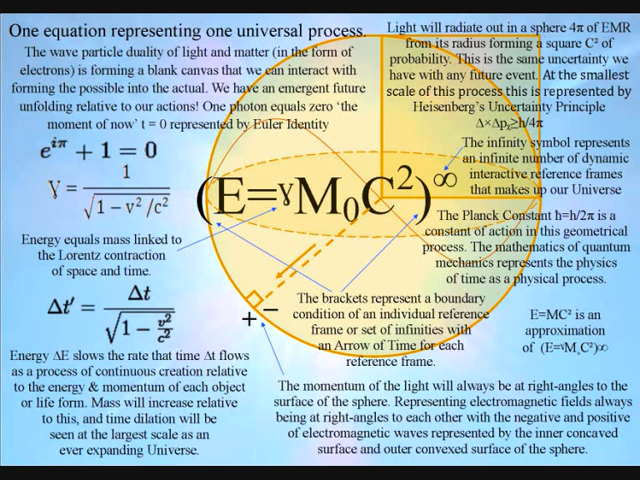 One equation representing one universal process.
The wave particle duality of light and matter (in the form of
electrons) is forming a blank canvas that we can interact with
forming the possible into the actual. We have an emergent future
unfolding relative to our actions! One photon equals zero ‘the
moment of now’ t = 0 represented by Euler Identity
e^{iπ} + 1 = 0
γ = 1 / √(1 − v²/c²)
Energy equals mass linked to
the Lorentz contraction
of space and time.
Δt′ = Δt / √(1 − v²/c²)
Energy ΔE slows the rate that time Δt flows
as a process of continuous creation relative
to the energy & momentum of each object
or life form. Mass will increase relative
to this, and time dilation will be
seen at the largest scale as an
ever expanding Universe.
Light will radiate out in a sphere 4π of EMR
from its radius forming a square C² of
probability. This is the same uncertainty we
have with any future event. At the smallest
scale of this process this is represented by
Heisenberg’s Uncertainty Principle
Δ×Δpₓ≥h/4π
The infinity symbol represents
an infinite number of dynamic
interactive reference frames
that makes up our Universe
(E=γM₀C²)∞
The Planck Constant h=h/2π is a
constant of action in this geometrical
process. The mathematics of quantum
mechanics represents the physics
of time as a physical process.
The brackets represent a boundary
condition of an individual reference
frame or set of infinities with
an Arrow of Time for each
reference frame.
E=MC² is an
approximation
of (E=γM₀C²)∞
+ −
The momentum of the light will always be at right-angles to the
surface of the sphere. Representing electromagnetic fields always
being at right-angles to each other with the negative and positive
of electromagnetic waves represented by the inner concaved
surface and outer convexed surface of the sphere.